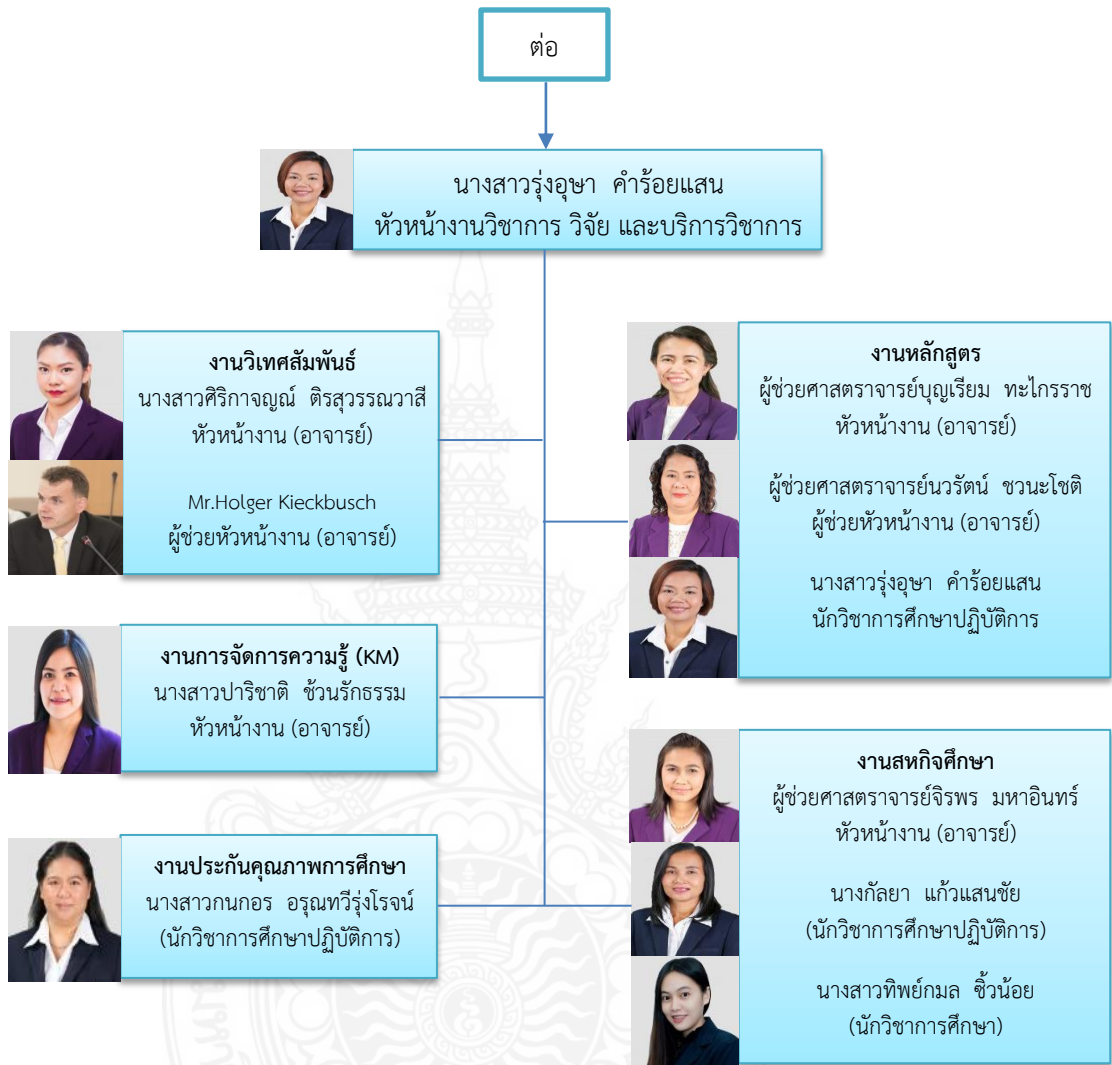 ต่อ
นางสาวรุ่งอุษา คำร้อยแสน
หัวหน้างานวิชาการ วิจัย และบริการวิชาการ
งานวิเทศสัมพันธ์
นางสาวศิริกาจญณ์ ติรสุวรรณวาสี
หัวหน้างาน (อาจารย์)
Mr.Holger Kieckbusch
ผู้ช่วยหัวหน้างาน (อาจารย์)
งานการจัดการความรู้ (KM)
นางสาวปาริชาติ ช้วนรักธรรม
หัวหน้างาน (อาจารย์)
งานประกันคุณภาพการศึกษา
นางสาวกนกอร อรุณทวีรุ่งโรจน์
(นักวิชาการศึกษาปฏิบัติการ)
งานหลักสูตร
ผู้ช่วยศาสตราจารย์บุญเรียม ทะไกรราช
หัวหน้างาน (อาจารย์)
ผู้ช่วยศาสตราจารย์นวรัตน์ ชวนะโชติ
ผู้ช่วยหัวหน้างาน (อาจารย์)
นางสาวรุ่งอุษา คำร้อยแสน
นักวิชาการศึกษาปฏิบัติการ
งานสหกิจศึกษา
ผู้ช่วยศาสตราจารย์จิรพร มหาอินทร์
หัวหน้างาน (อาจารย์)
นางกัลยา แก้วแสนชัย
(นักวิชาการศึกษาปฏิบัติการ)
นางสาวทิพย์กมล ซิ้วน้อย
(นักวิชาการศึกษา)